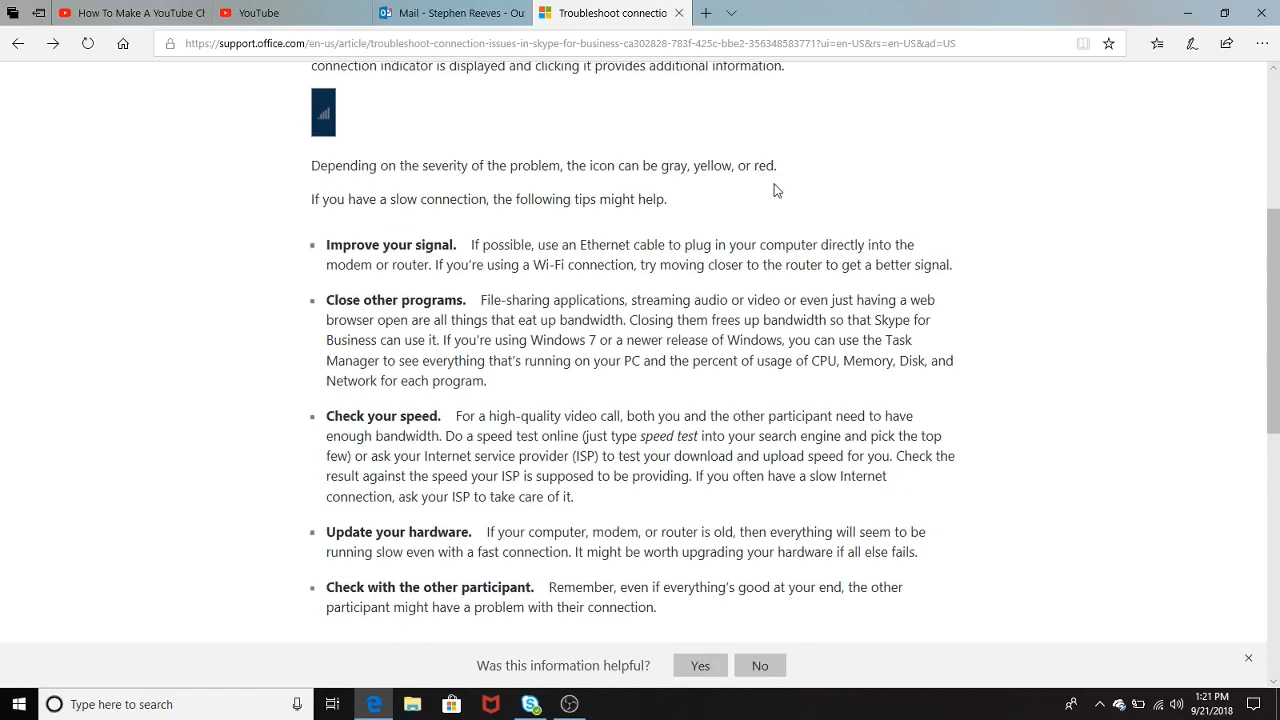 How To Make A YouTube Cl
YouTube
Mail - Stephen Reeves - Ou
Troubleshoot connectio
https://support.office.com/en-us/article/troubleshoot-connection-issues-in-skype-for-business-ca302828-783f-425c-bbe2-356348583771?ui=en-US&rs=en-US&ad=US
connection indicator is displayed and clicking it provides additional information.
Depending on the severity of the problem, the icon can be gray, yellow, or red.
If you have a slow connection, the following tips might help.
Improve your signal. If possible, use an Ethernet cable to plug in your computer directly into the
modem or router. If you're using a Wi-Fi connection, try moving closer to the router to get a better signal.
Close other programs. File-sharing applications, streaming audio or video or even just having a web
browser open are all things that eat up bandwidth. Closing them frees up bandwidth so that Skype for
Business can use it. If you're using Windows 7 or a newer release of Windows, you can use the Task
Manager to see everything that's running on your PC and the percent of usage of CPU, Memory, Disk, and
Network for each program.
Check your speed. For a high-quality video call, both you and the other participant need to have
enough bandwidth. Do a speed test online (just type speed test into your search engine and pick the top
few) or ask your Internet service provider (ISP) to test your download and upload speed for you. Check the
result against the speed your ISP is supposed to be providing. If you often have a slow Internet
connection, ask your ISP to take care of it.
Update your hardware. If your computer, modem, or router is old, then everything will seem to be
running slow even with a fast connection. It might be worth upgrading your hardware if all else fails.
Check with the other participant. Remember, even if everything's good at your end, the other
participant might have a problem with their connection.
Was this information helpful?
Yes
No
Type here to search
1:21 PM
9/21/2018